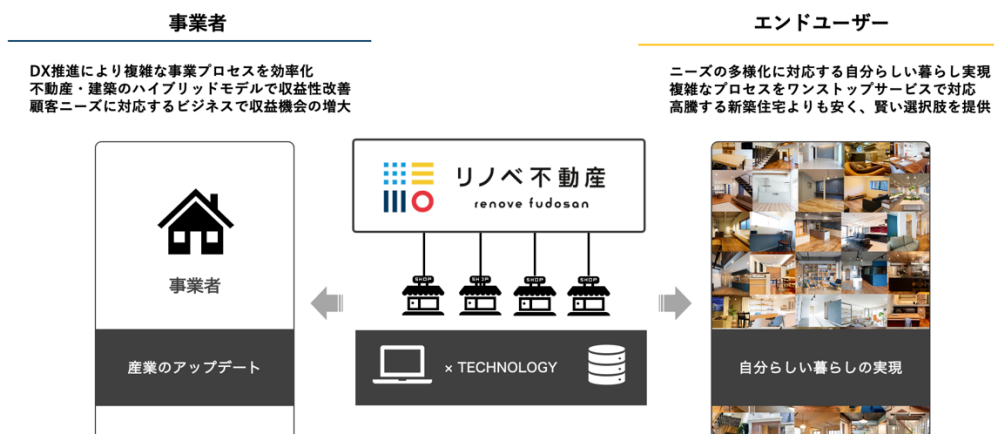 事業者
エンドユーザー
DX推進により複雑な事業プロセスを効率化
不動産・建築のハイブリッドモデルで収益性改善
顧客ニーズに対応するビジネスで収益機会の増大
ニーズの多様化に対応する自分らしい暮らし実現
複雑なプロセスをワンストップサービスで対応
高騰する新築住宅よりも安く、賢い選択肢を提供
リノベ不動産
renove fudosan
事業者
SHOP SHOP SHOP SHOP
産業のアップデート
× TECHNOLOGY
自分らしい暮らしの実現